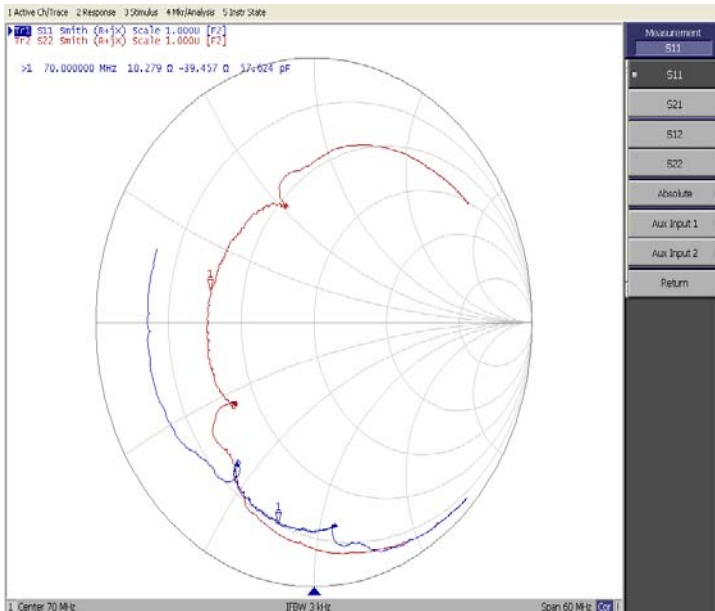 1 Active Ch/Trace 2 Response 3 Stimulus 4 Mkr/Analysis 5 Instr State
Tr1 S11 Smith (R+jX) Scale 1.000U [F2]
Tr2 S22 Smith (R+jX) Scale 1.000U [F2]
>1 70.000000 MHz 10.279 Ω -39.457 Ω 57.624 pF
1
1
Measurement
S11
S11
S21
S12
S22
Absolute
Aux Input 1
Aux Input 2
Return
1 Center 70 MHz IFBW 3 kHz Span 60 MHz Cor